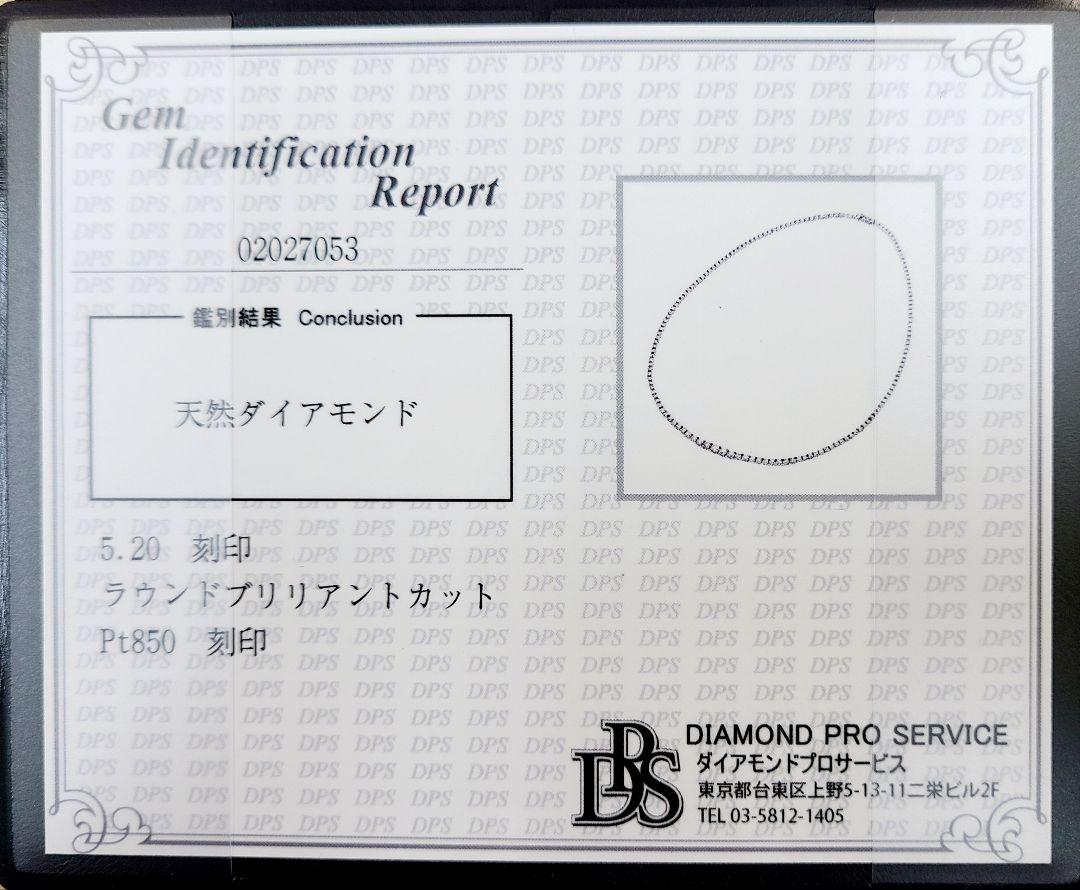 Gem
Identification
Report
02027053
鑑別結果 Conclusion
天然ダイアモンド
5.20 刻印
ラウンドブリリアントカット
Pt850 刻印
DPS
DIAMOND PRO SERVICE
ダイアモンドプロサービス
東京都台東区上野5-13-11二栄ビル2F
TEL 03-5812-1405